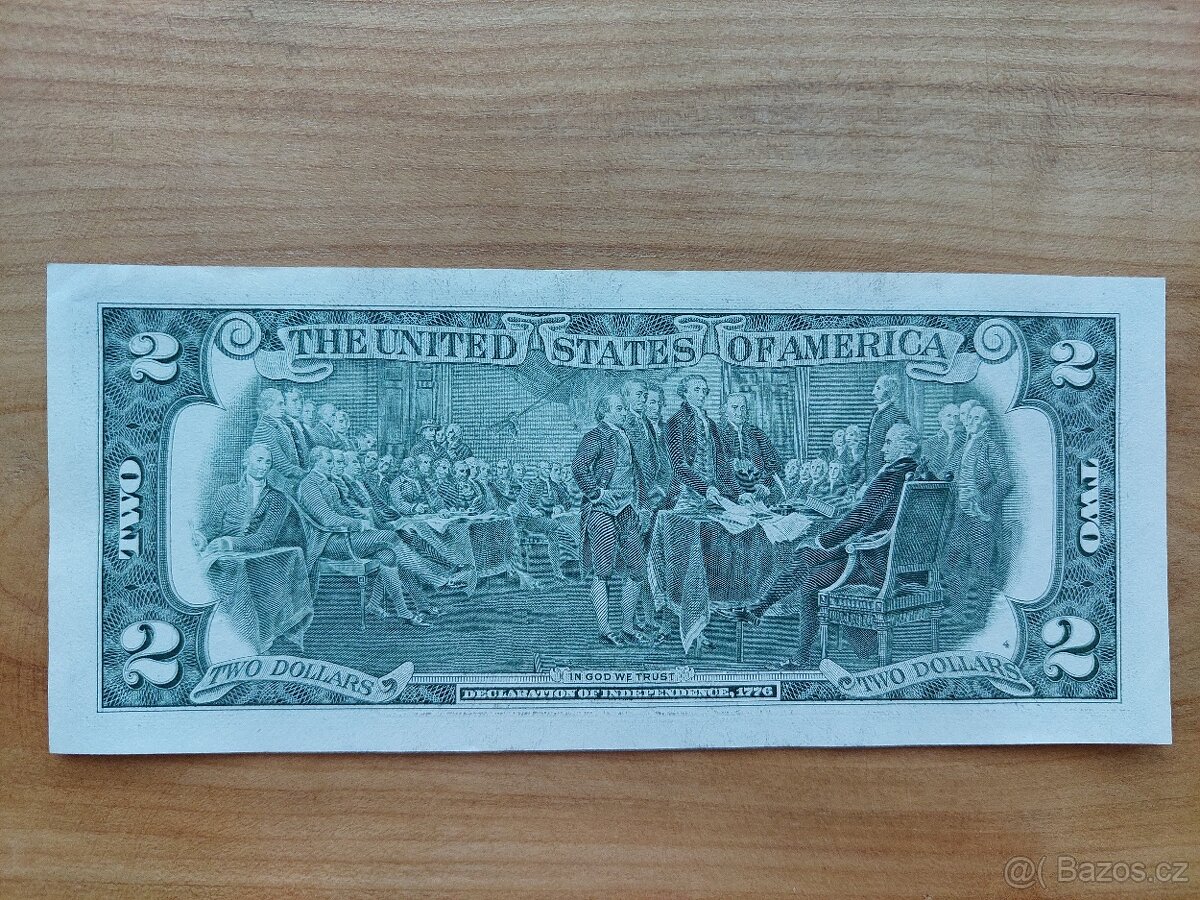 THE UNITED STATES OF AMERICA
2
2
TWO
TWO
2
2
TWO DOLLARS
TWO DOLLARS
4
IN GOD WE TRUST
DECLARATION OF INDEPENDENCE, 1776
@( Bazos.cz